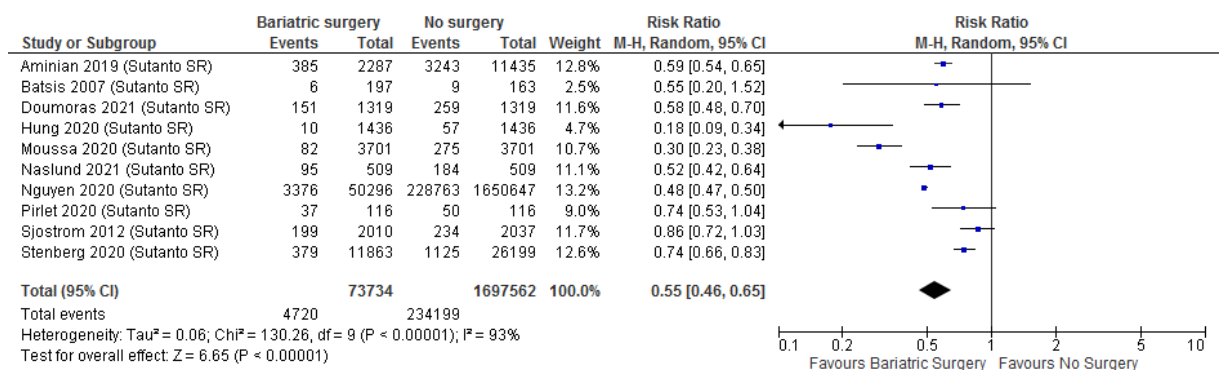 Bariatric surgery No surgery Risk Ratio Risk Ratio
Study or Subgroup Events Total Events Total Weight M-H, Random, 95% CI M-H, Random, 95% CI
Aminian 2019 (Sutanto SR) 385 2287 3243 11435 12.8% 0.59 [0.54, 0.65]
Batsis 2007 (Sutanto SR) 6 197 9 163 2.5% 0.55 [0.20, 1.52]
Doumoras 2021 (Sutanto SR) 151 1319 259 1319 11.6% 0.58 [0.48, 0.70]
Hung 2020 (Sutanto SR) 10 1436 57 1436 4.7% 0.18 [0.09, 0.34]
Moussa 2020 (Sutanto SR) 82 3701 275 3701 10.7% 0.30 [0.23, 0.38]
Naslund 2021 (Sutanto SR) 95 509 184 509 11.1% 0.52 [0.42, 0.64]
Nguyen 2020 (Sutanto SR) 3376 50296 228763 1650647 13.2% 0.48 [0.47, 0.50]
Pirlet 2020 (Sutanto SR) 37 116 50 116 9.0% 0.74 [0.53, 1.04]
Sjostrom 2012 (Sutanto SR) 199 2010 234 2037 11.7% 0.86 [0.72, 1.03]
Stenberg 2020 (Sutanto SR) 379 11863 1125 26199 12.6% 0.74 [0.66, 0.83]
Total (95% CI) 73734 1697562 100.0% 0.55 [0.46, 0.65]
Total events 4720 234199
Heterogeneity: Tau² = 0.06; Chi² = 130.26, df = 9 (P < 0.00001); I² = 93%
Test for overall effect: Z = 6.65 (P < 0.00001)
0.1 0.2 0.5 1 2 5 10
Favours Bariatric Surgery Favours No Surgery